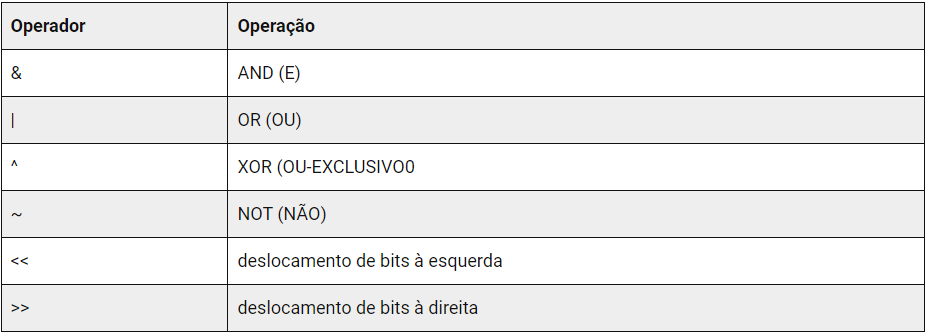 Operador Operação
& AND (E)
| OR (OU)
^ XOR (OU-EXCLUSIVO0
~ NOT (NÃO)
<< deslocamento de bits à esquerda
>> deslocamento de bits à direita